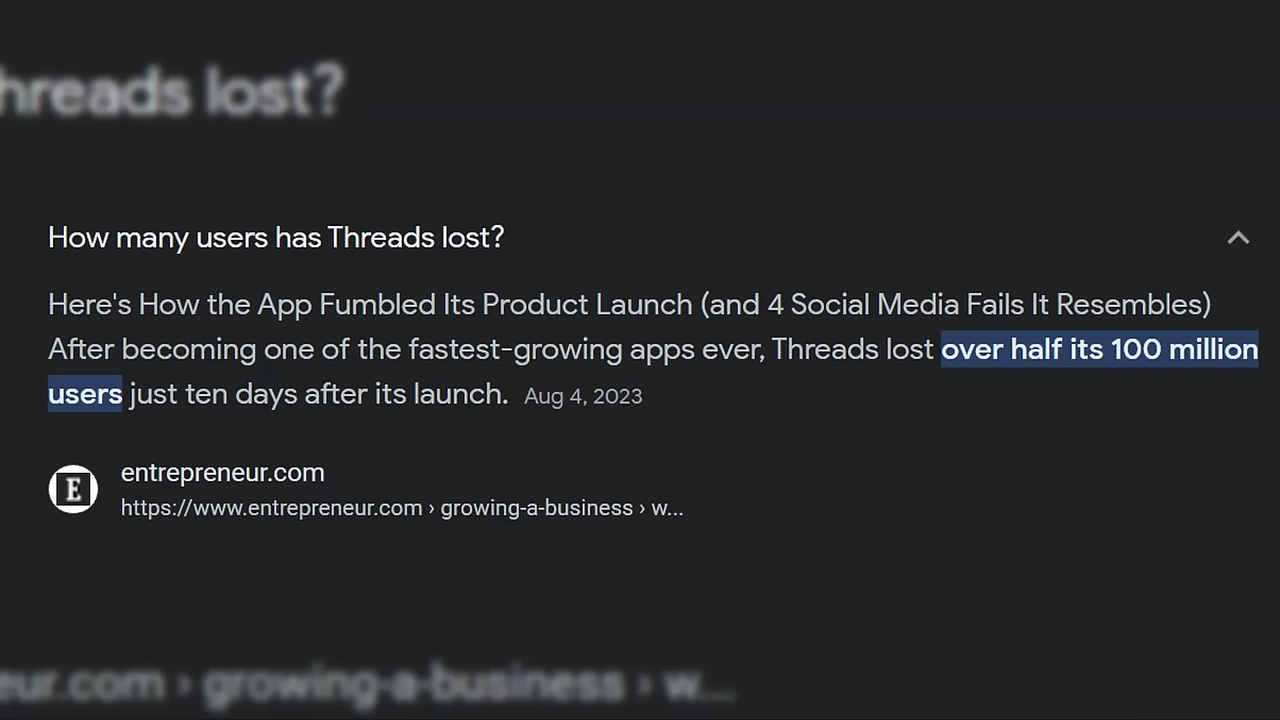 hreads lost?
How many users has Threads lost?
Here's How the App Fumbled Its Product Launch (and 4 Social Media Fails It Resembles)
After becoming one of the fastest-growing apps ever, Threads lost over half its 100 million
users just ten days after its launch. Aug 4, 2023
E
entrepreneur.com
https://www.entrepreneur.com › growing-a-business › w...
eur.com › growing-a-business › w...